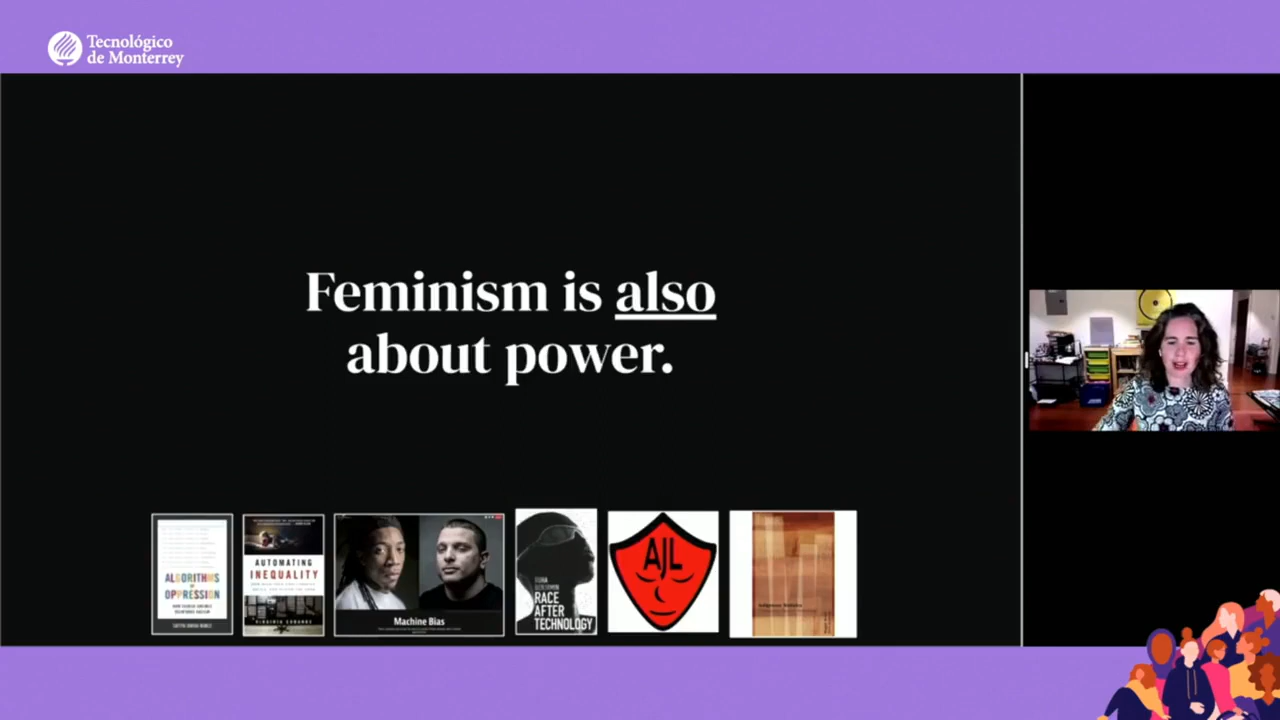 Tecnológico
de Monterrey
Feminism is also
about power.
ALGORITHMS
OF
OPPRESSION
AUTOMATING
INEQUALITY
VIRGINIA EUBANKS
Machine Bias
RACE
AFTER
TECHNOLOGY
AJL